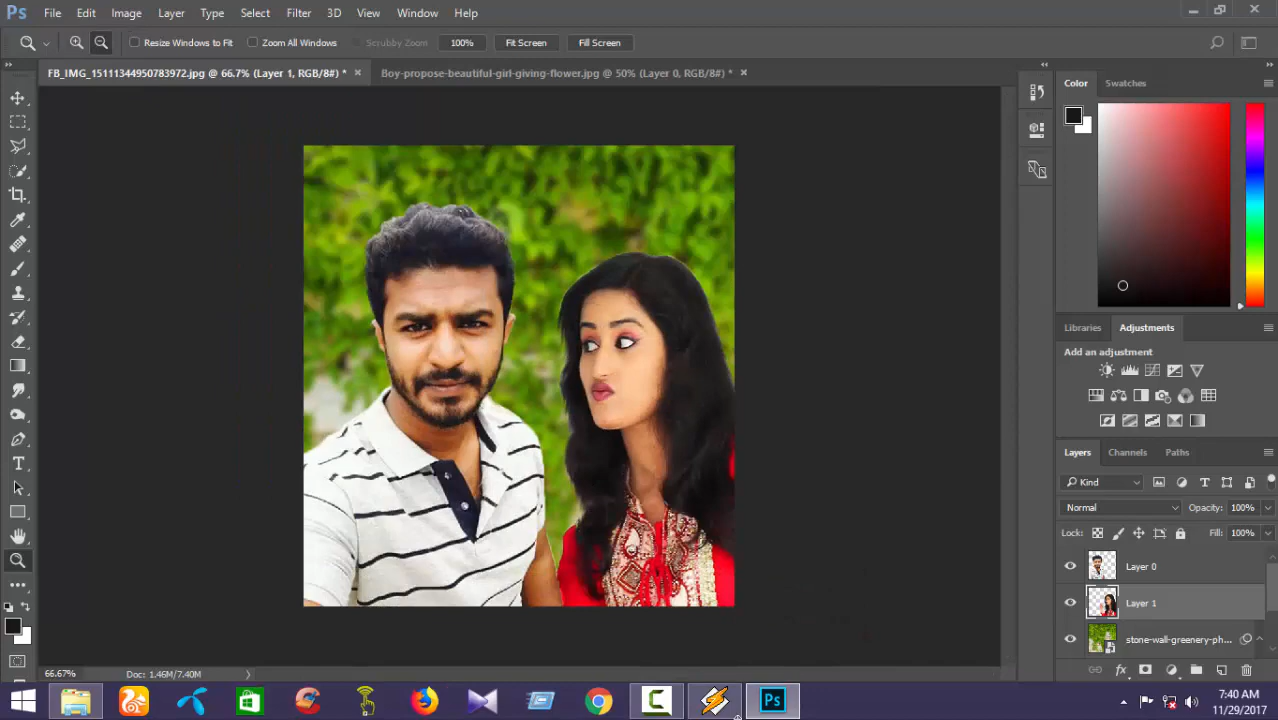 Ps File Edit Image Layer Type Select Filter 3D View Window Help
Resize Windows to Fit Zoom All Windows Scrubby Zoom 100% Fit Screen Fill Screen
FB_IMG_15111344950783972.jpg @ 66.7% (Layer 1, RGB/8#) * × Boy-propose-beautiful-girl-giving-flower.jpg @ 50% (Layer 0, RGB/8#) * ×
Color Swatches
Libraries Adjustments
Add an adjustment
Layers Channels Paths
Kind
Normal Opacity: 100%
Lock: Fill: 100%
Layer 0
Layer 1
stone-wall-greenery-ph...
fx
66.67% Doc: 1.46M/7.40M
Ps
7:40 AM
11/29/2017